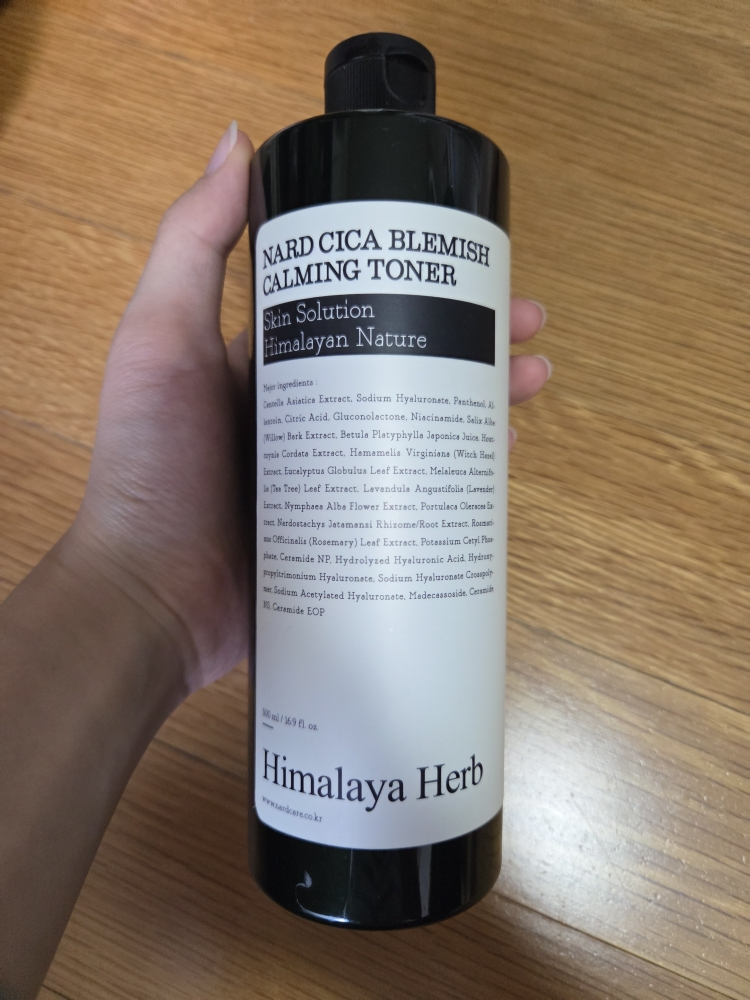 NARD CICA BLEMISH
CALMING TONER
Skin Solution
Himalayan Nature
Major ingredients :
Centella Asiatica Extract, Sodium Hyaluronate, Panthenol, Al-
lantoin, Citric Acid, Gluconolactone, Niacinamide, Salix Alba
(Willow) Bark Extract, Betula Platyphylla Japonica Juice, Hout-
tuynia Cordata Extract, Hamamelis Virginiana (Witch Hazel)
Extract, Eucalyptus Globulus Leaf Extract, Melaleuca Alternifo-
lia (Tea Tree) Leaf Extract, Lavandula Angustifolia (Lavender)
Extract, Nymphaea Alba Flower Extract, Portulaca Oleracea Ex-
tract, Nardostachys Jatamansi Rhizome/Root Extract, Rosmari-
nus Officinalis (Rosemary) Leaf Extract, Potassium Cetyl Phos-
phate, Ceramide NP, Hydrolyzed Hyaluronic Acid, Hydroxy-
propyltrimonium Hyaluronate, Sodium Hyaluronate Crosspoly-
mer, Sodium Acetylated Hyaluronate, Madecassoside, Ceramide
NS, Ceramide EOP
500 ml / 16.9 fl. oz.
Himalaya Herb
www.nardcare.co.kr